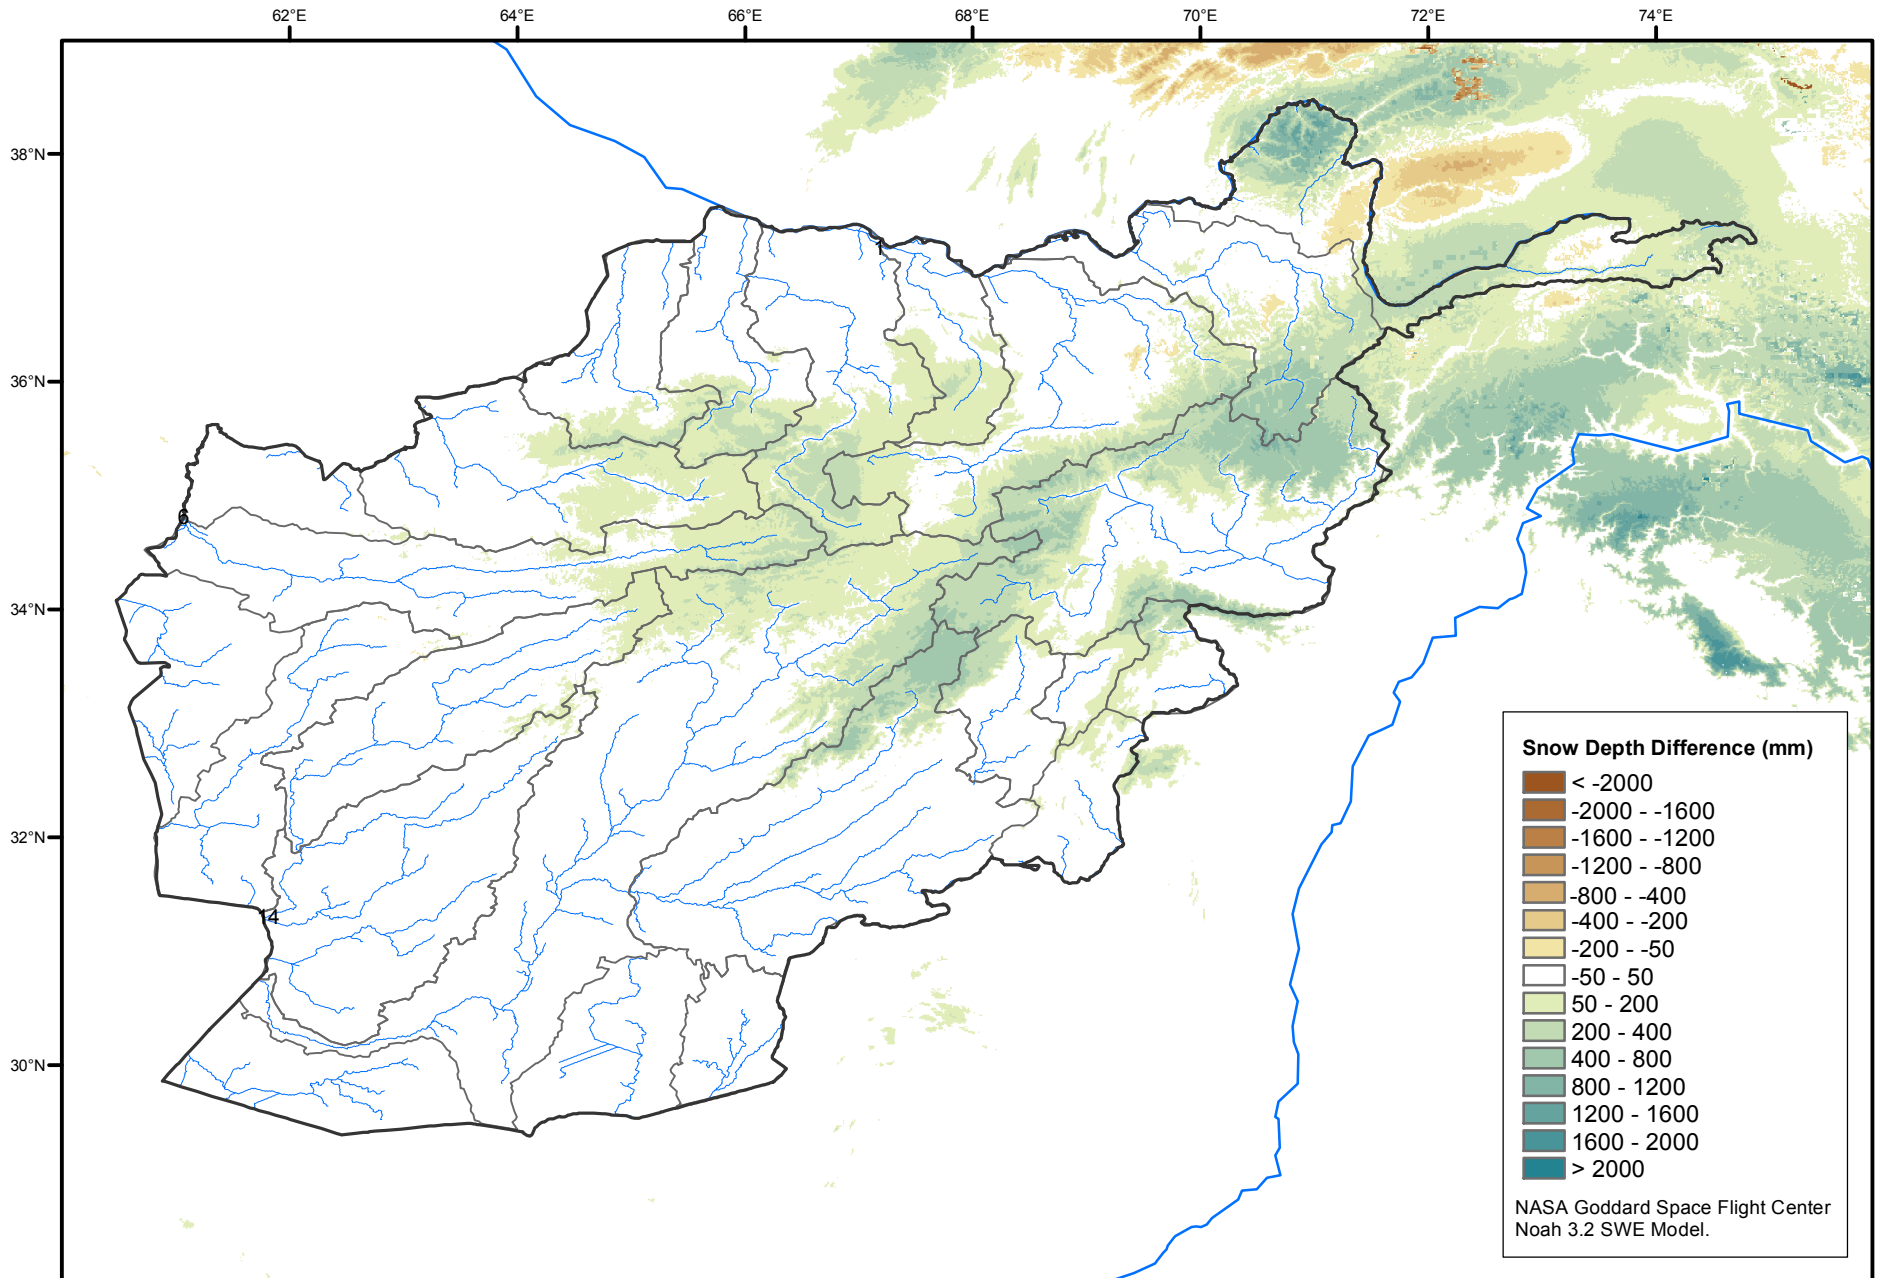 62°E 64°E 66°E 68°E 70°E 72°E 74°E
38°N
1
36°N
6
34°N
32°N
14
30°N
Snow Depth Difference (mm)
< -2000
-2000 - -1600
-1600 - -1200
-1200 - -800
-800 - -400
-400 - -200
-200 - -50
-50 - 50
50 - 200
200 - 400
400 - 800
800 - 1200
1200 - 1600
1600 - 2000
> 2000
NASA Goddard Space Flight Center
Noah 3.2 SWE Model.